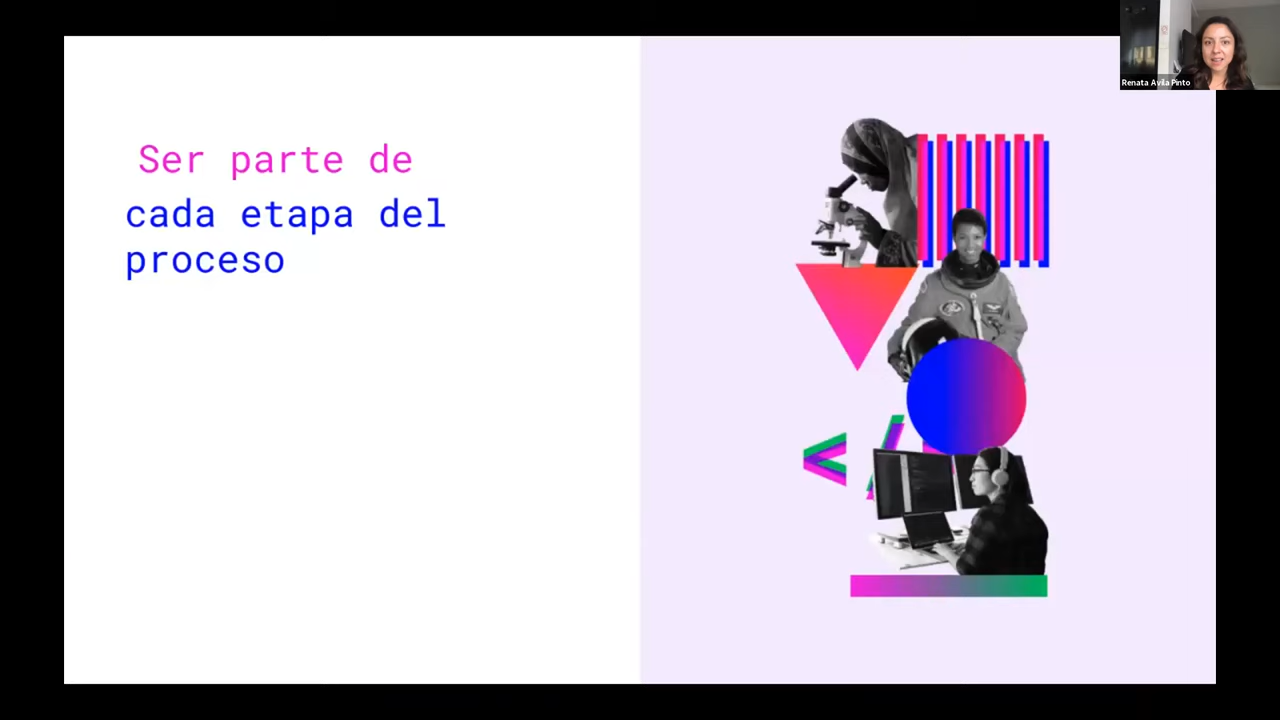 Ser parte de
cada etapa del
proceso
Renata Avila Pinto